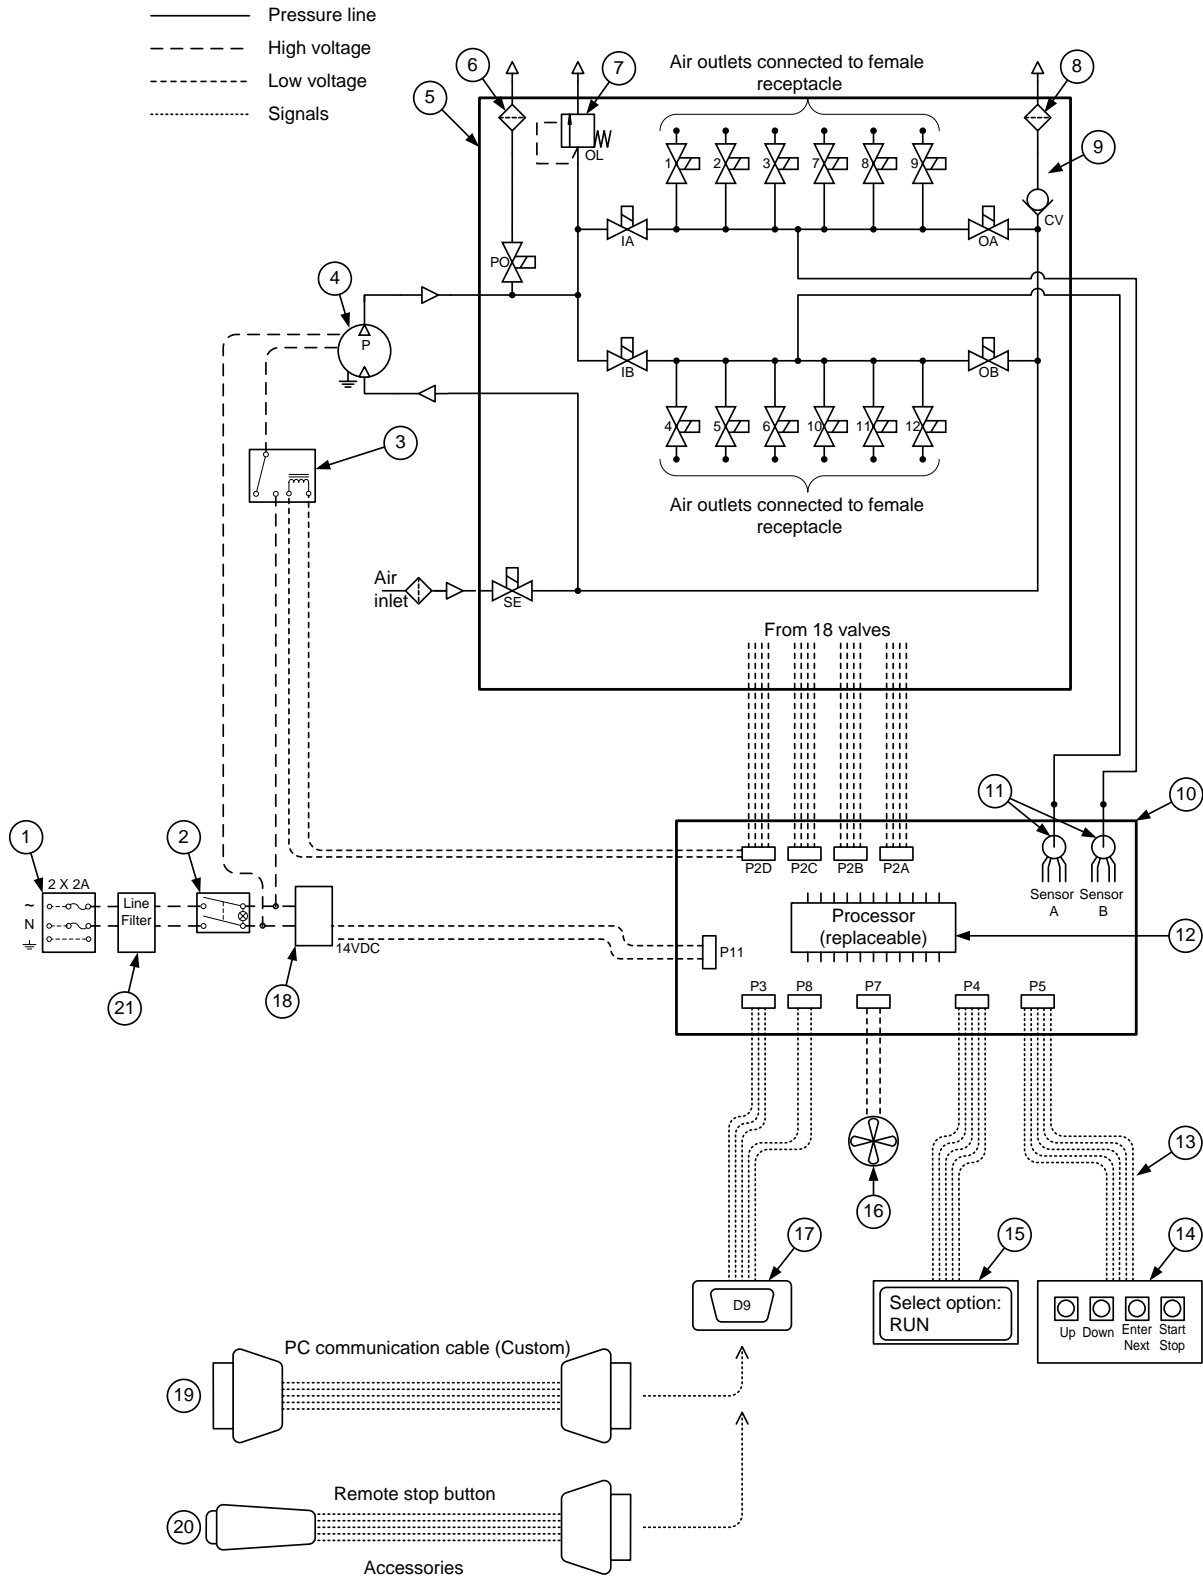 Pressure line
High voltage
Low voltage
Signals
6
7
Air outlets connected to female
receptacle
8
5
9
OL
1
2
3
7
8
9
CV
IA
OA
PO
4
P
IB
OB
4
5
6
10
11
12
3
Air outlets connected to female
receptacle
Air
inlet
SE
From 18 valves
11
10
1
2
2 X 2A
~
N
Line
Filter
P2D
P2C
P2B
P2A
Sensor
A
Sensor
B
Processor
(replaceable)
12
14VDC
P11
21
18
P3
P8
P7
P4
P5
13
16
17
15
14
D9
Select option:
RUN
Up
Down
Enter
Next
Start
Stop
PC communication cable (Custom)
19
Remote stop button
20
Accessories